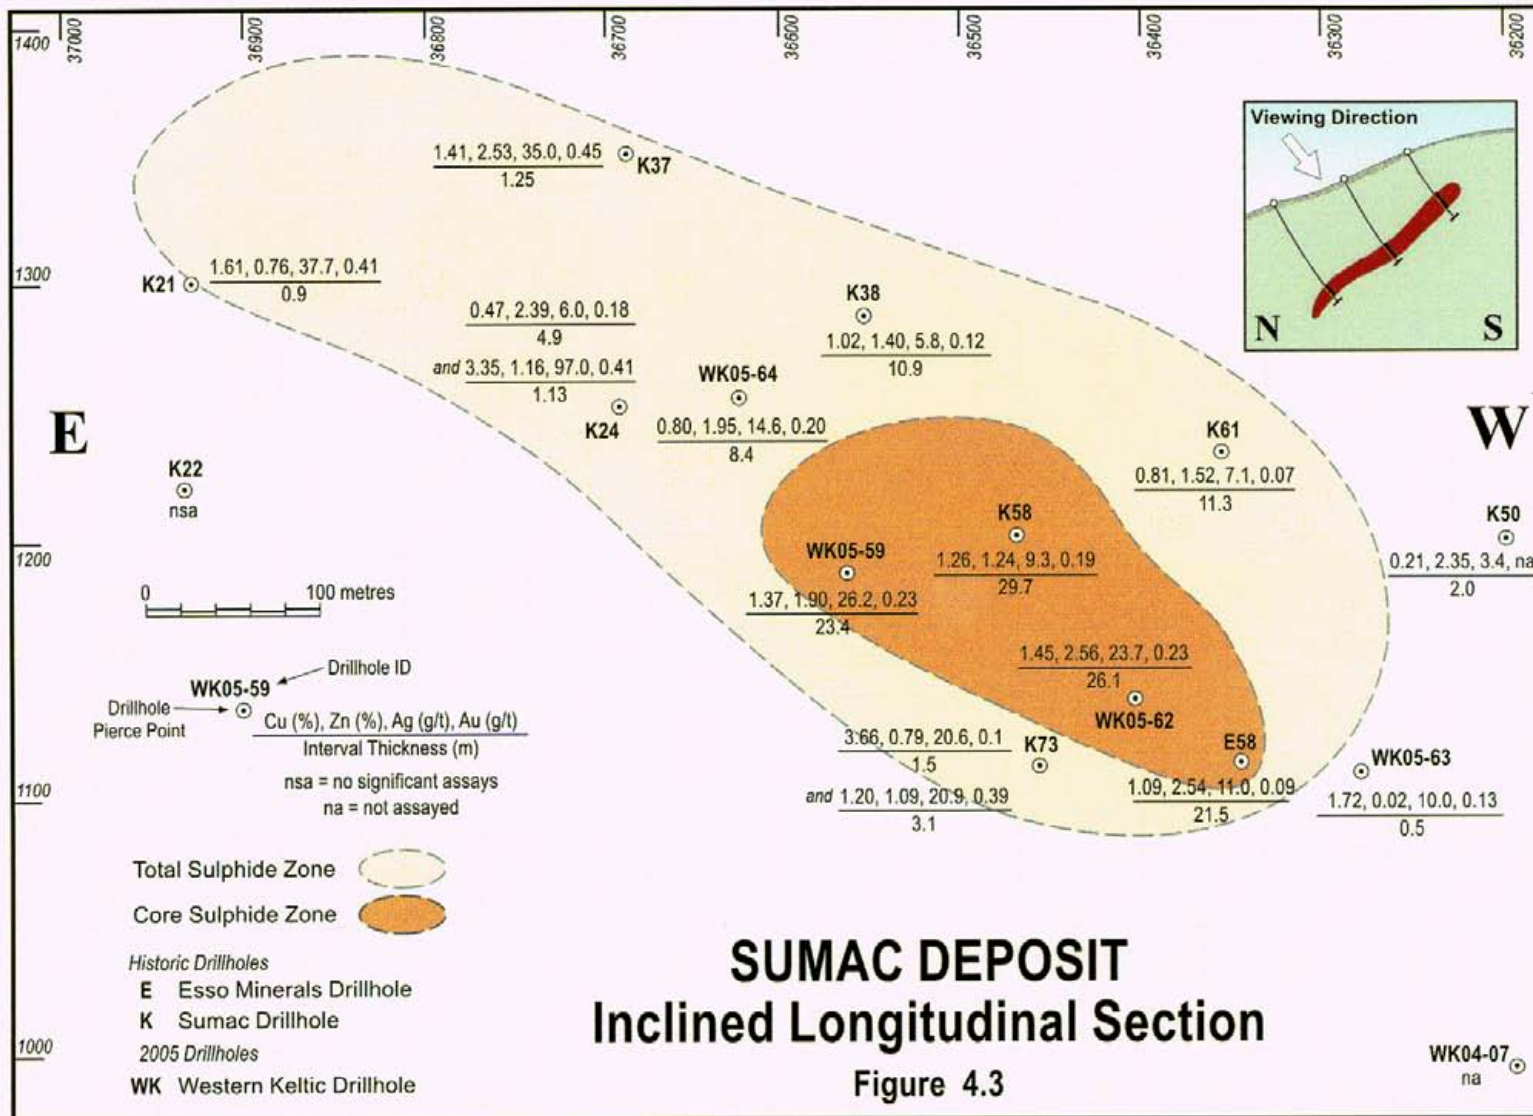 37000
36900
36800
36700
36600
36500
36400
36300
36200
1400
1300
1200
1100
1000
Viewing Direction
N
S
E
W
1.41, 2.53, 35.0, 0.45
1.25
K37
K21
1.61, 0.76, 37.7, 0.41
0.9
0.47, 2.39, 6.0, 0.18
4.9
and 3.35, 1.16, 97.0, 0.41
1.13
K24
K38
1.02, 1.40, 5.8, 0.12
10.9
WK05-64
0.80, 1.95, 14.6, 0.20
8.4
K61
0.81, 1.52, 7.1, 0.07
11.3
K22
nsa
K50
0.21, 2.35, 3.4, na
2.0
K58
1.26, 1.24, 9.3, 0.19
29.7
WK05-59
1.37, 1.90, 26.2, 0.23
23.4
1.45, 2.56, 23.7, 0.23
26.1
WK05-62
K73
3.66, 0.79, 20.6, 0.1
1.5
and 1.20, 1.09, 20.9, 0.39
3.1
E58
1.09, 2.54, 11.0, 0.09
21.5
WK05-63
1.72, 0.02, 10.0, 0.13
0.5
0 100 metres
Drillhole ID
WK05-59
Drillhole
Pierce Point
Cu (%), Zn (%), Ag (g/t), Au (g/t)
Interval Thickness (m)
nsa = no significant assays
na = not assayed
Total Sulphide Zone
Core Sulphide Zone
Historic Drillholes
E Esso Minerals Drillhole
K Sumac Drillhole
2005 Drillholes
WK Western Keltic Drillhole
SUMAC DEPOSIT
Inclined Longitudinal Section
Figure 4.3
WK04-07
na